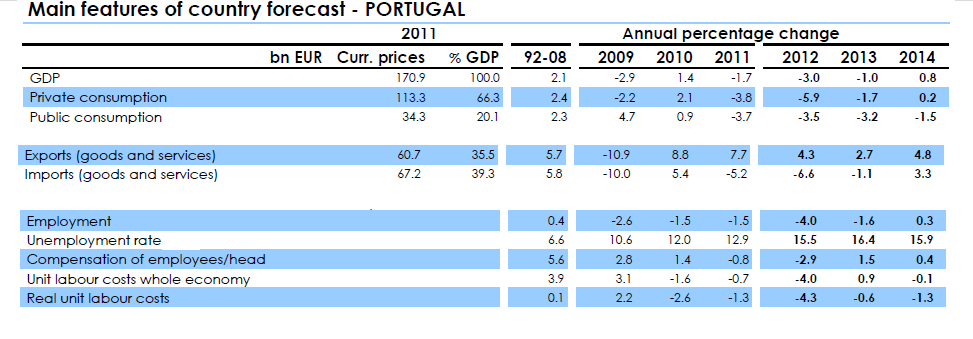 Main features of country forecast - PORTUGAL
2011 Annual percentage change
bn EUR Curr. prices % GDP 92-08 2009 2010 2011 2012 2013 2014
GDP 170.9 100.0 2.1 -2.9 1.4 -1.7 -3.0 -1.0 0.8
Private consumption 113.3 66.3 2.4 -2.2 2.1 -3.8 -5.9 -1.7 0.2
Public consumption 34.3 20.1 2.3 4.7 0.9 -3.7 -3.5 -3.2 -1.5
Exports (goods and services) 60.7 35.5 5.7 -10.9 8.8 7.7 4.3 2.7 4.8
Imports (goods and services) 67.2 39.3 5.8 -10.0 5.4 -5.2 -6.6 -1.1 3.3
Employment 0.4 -2.6 -1.5 -1.5 -4.0 -1.6 0.3
Unemployment rate 6.6 10.6 12.0 12.9 15.5 16.4 15.9
Compensation of employees/head 5.6 2.8 1.4 -0.8 -2.9 1.5 0.4
Unit labour costs whole economy 3.9 3.1 -1.6 -0.7 -4.0 0.9 -0.1
Real unit labour costs 0.1 2.2 -2.6 -1.3 -4.3 -0.6 -1.3